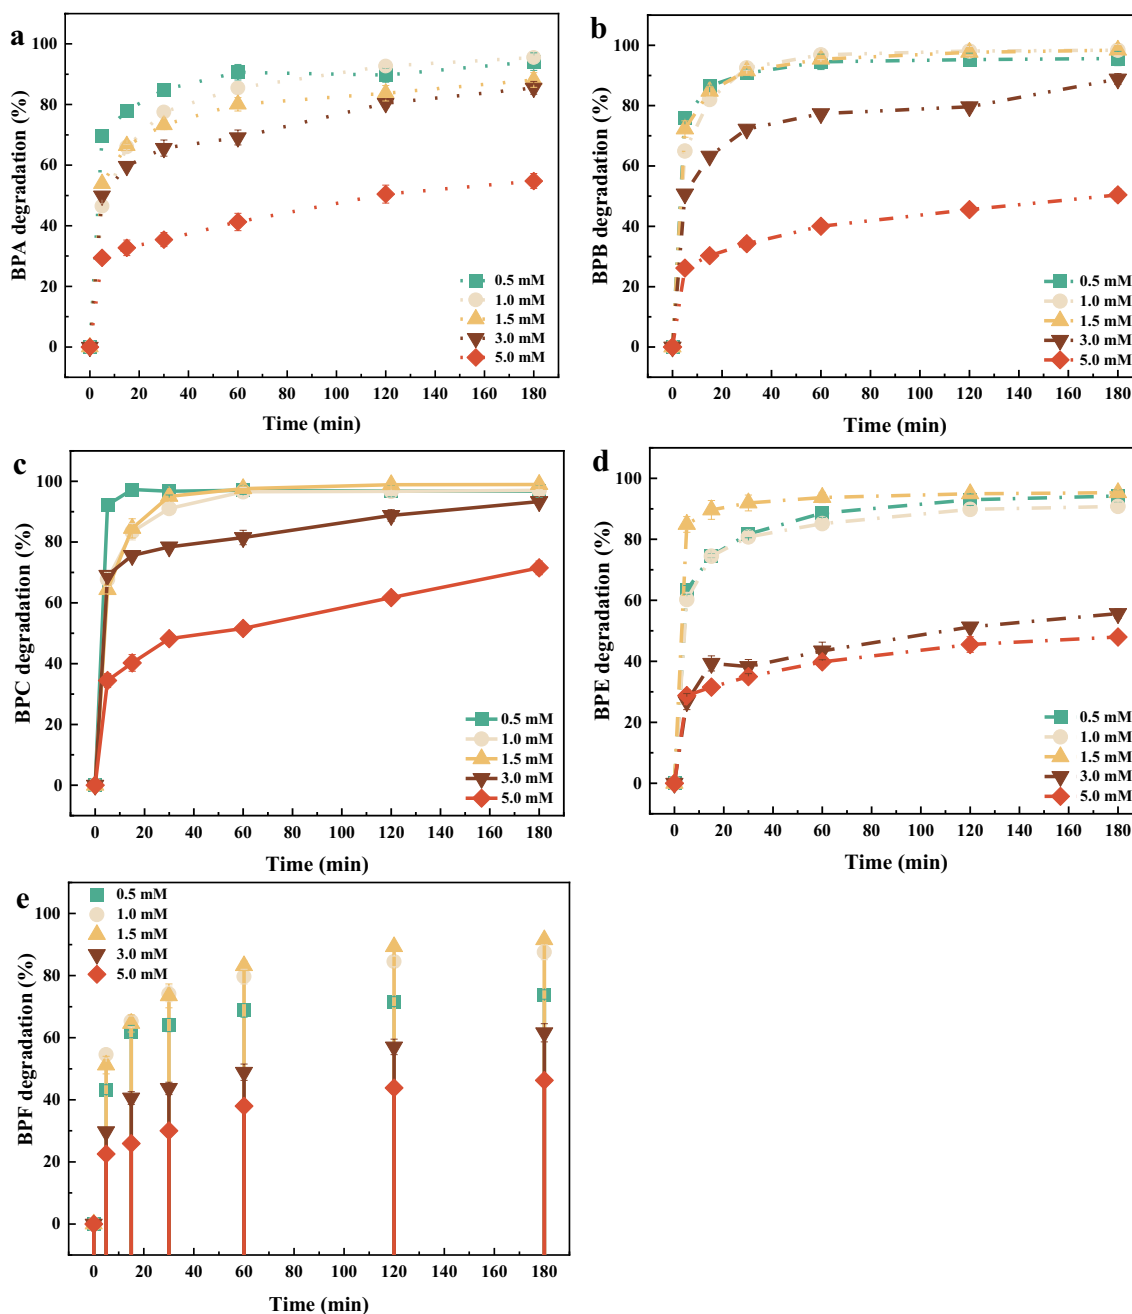 a
BPA degradation (%)
100
80
60
40
20
0
0.5 mM
1.0 mM
1.5 mM
3.0 mM
5.0 mM
0 20 40 60 80 100 120 140 160 180
Time (min)
b
BPB degradation (%)
100
80
60
40
20
0
0.5 mM
1.0 mM
1.5 mM
3.0 mM
5.0 mM
0 20 40 60 80 100 120 140 160 180
Time (min)
c
BPC degradation (%)
100
80
60
40
20
0
0.5 mM
1.0 mM
1.5 mM
3.0 mM
5.0 mM
0 20 40 60 80 100 120 140 160 180
Time (min)
d
BPE degradation (%)
100
80
60
40
20
0
0.5 mM
1.0 mM
1.5 mM
3.0 mM
5.0 mM
0 20 40 60 80 100 120 140 160 180
Time (min)
e
BPF degradation (%)
100
80
60
40
20
0
0.5 mM
1.0 mM
1.5 mM
3.0 mM
5.0 mM
0 20 40 60 80 100 120 140 160 180
Time (min)